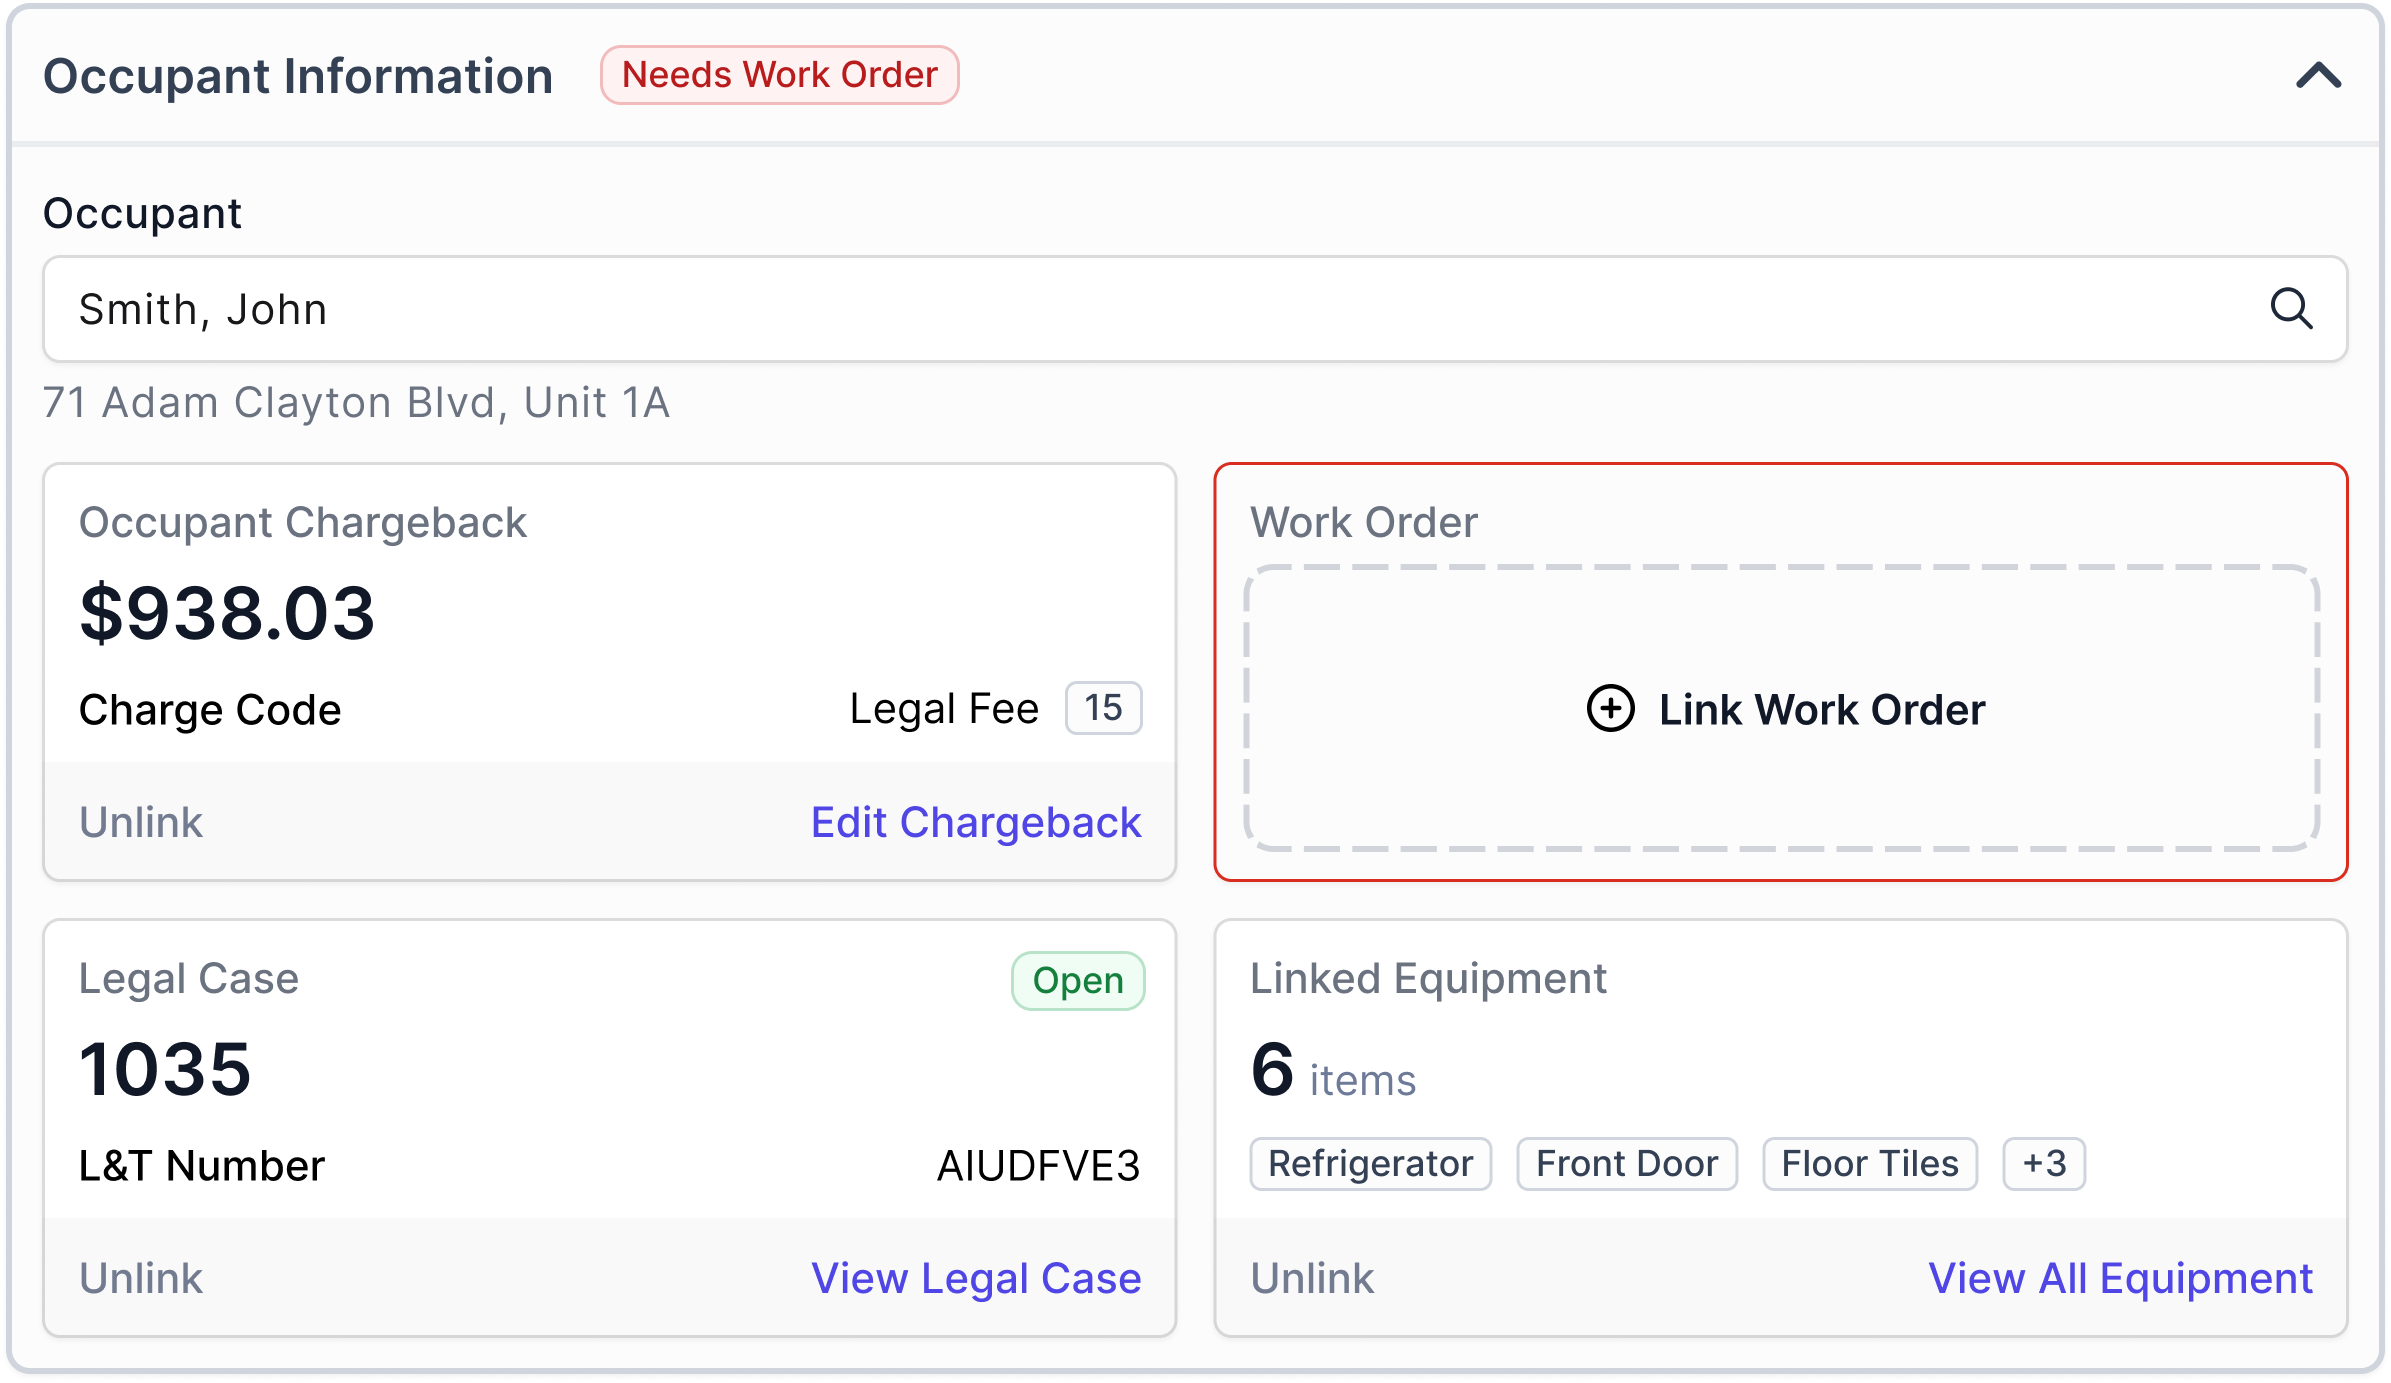 Occupant Information
Needs Work Order
Occupant
Smith, John
71 Adam Clayton Blvd, Unit 1A
Occupant Chargeback
$938.03
Charge Code
Legal Fee 15
Unlink
Edit Chargeback
Work Order
Link Work Order
Legal Case
Open
1035
L&T Number
AIUDFVE3
Unlink
View Legal Case
Linked Equipment
6 items
Refrigerator
Front Door
Floor Tiles
+3
Unlink
View All Equipment